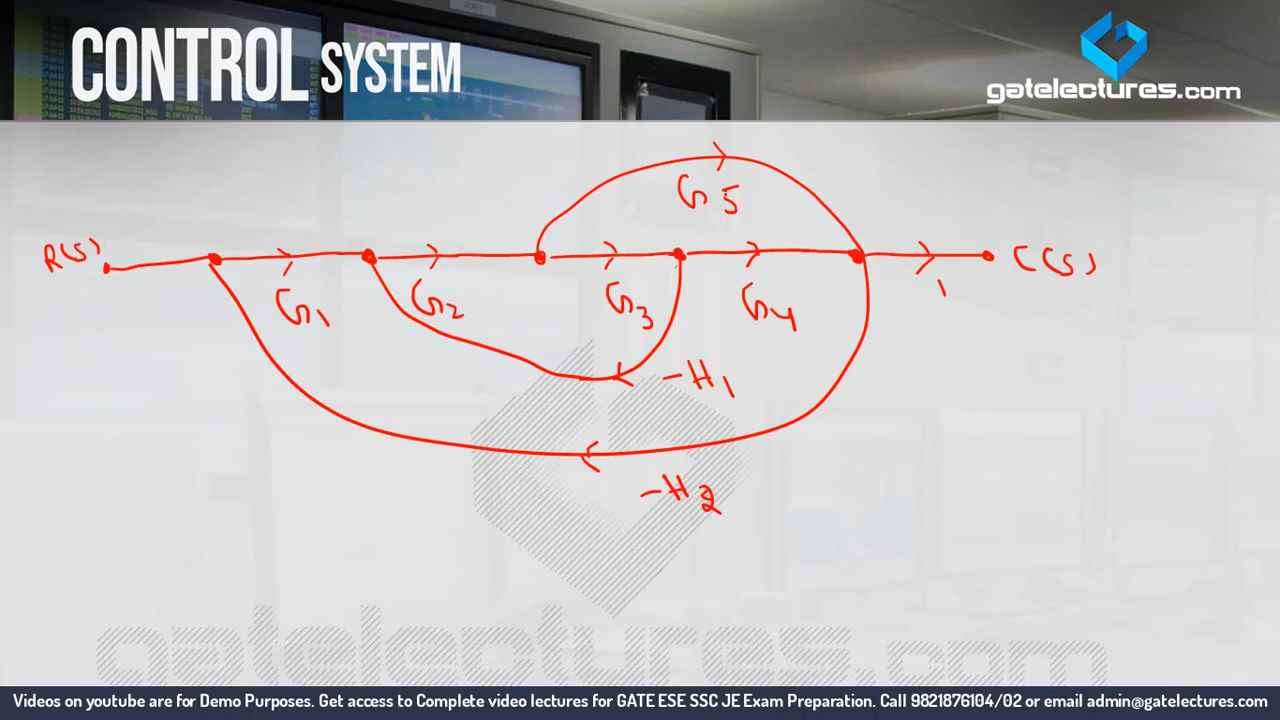 CONTROL SYSTEM
gatelectures.com
G5
R(S)
C(S)
G1
G2
G3
G4
1
-H1
-H2
gatelectures.com
Videos on youtube are for Demo Purposes. Get access to Complete video lectures for GATE ESE SSC JE Exam Preparation. Call 9821876104/02 or email admin@gatelectures.com